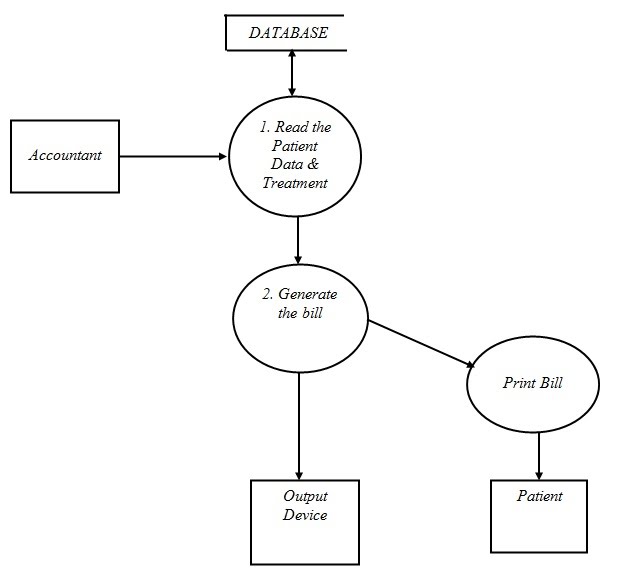 DATABASE
Accountant
1. Read the
Patient
Data &
Treatment
2. Generate
the bill
Print Bill
Output
Device
Patient